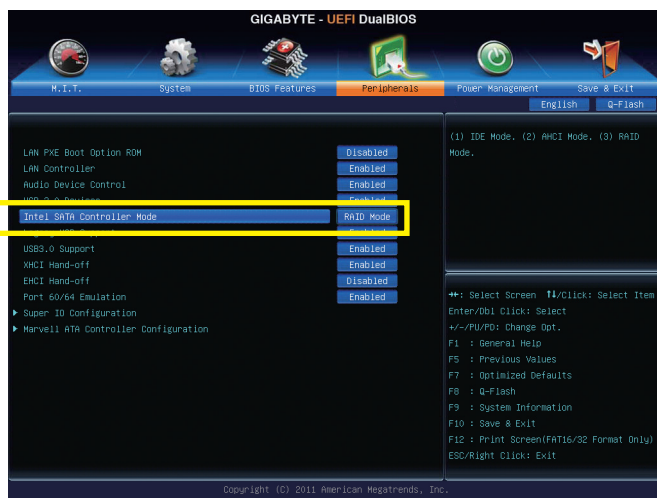 GIGABYTE - UEFI DualBIOS
M.I.T.
System
BIOS Features
Peripherals
Power Management
Save & Exit
English
Q-Flash
LAN PXE Boot Option ROM Disabled
LAN Controller Enabled
Audio Device Control Enabled
Intel SATA Controller Mode RAID Mode
USB3.0 Support Enabled
XHCI Hand-off Enabled
EHCI Hand-off Disabled
Port 60/64 Emulation Enabled
Super IO Configuration
Marvell ATA Controller Configuration
(1) IDE Mode. (2) AHCI Mode. (3) RAID
Mode.
→←: Select Screen ↑↓/Click: Select Item
Enter/Dbl Click: Select
+/-/PU/PD: Change Opt.
F1 : General Help
F5 : Previous Values
F7 : Optimized Defaults
F8 : Q-Flash
F9 : System Information
F10 : Save & Exit
F12 : Print Screen(FAT16/32 Format Only)
ESC/Right Click: Exit
Copyright (C) 2011 American Megatrends, Inc.